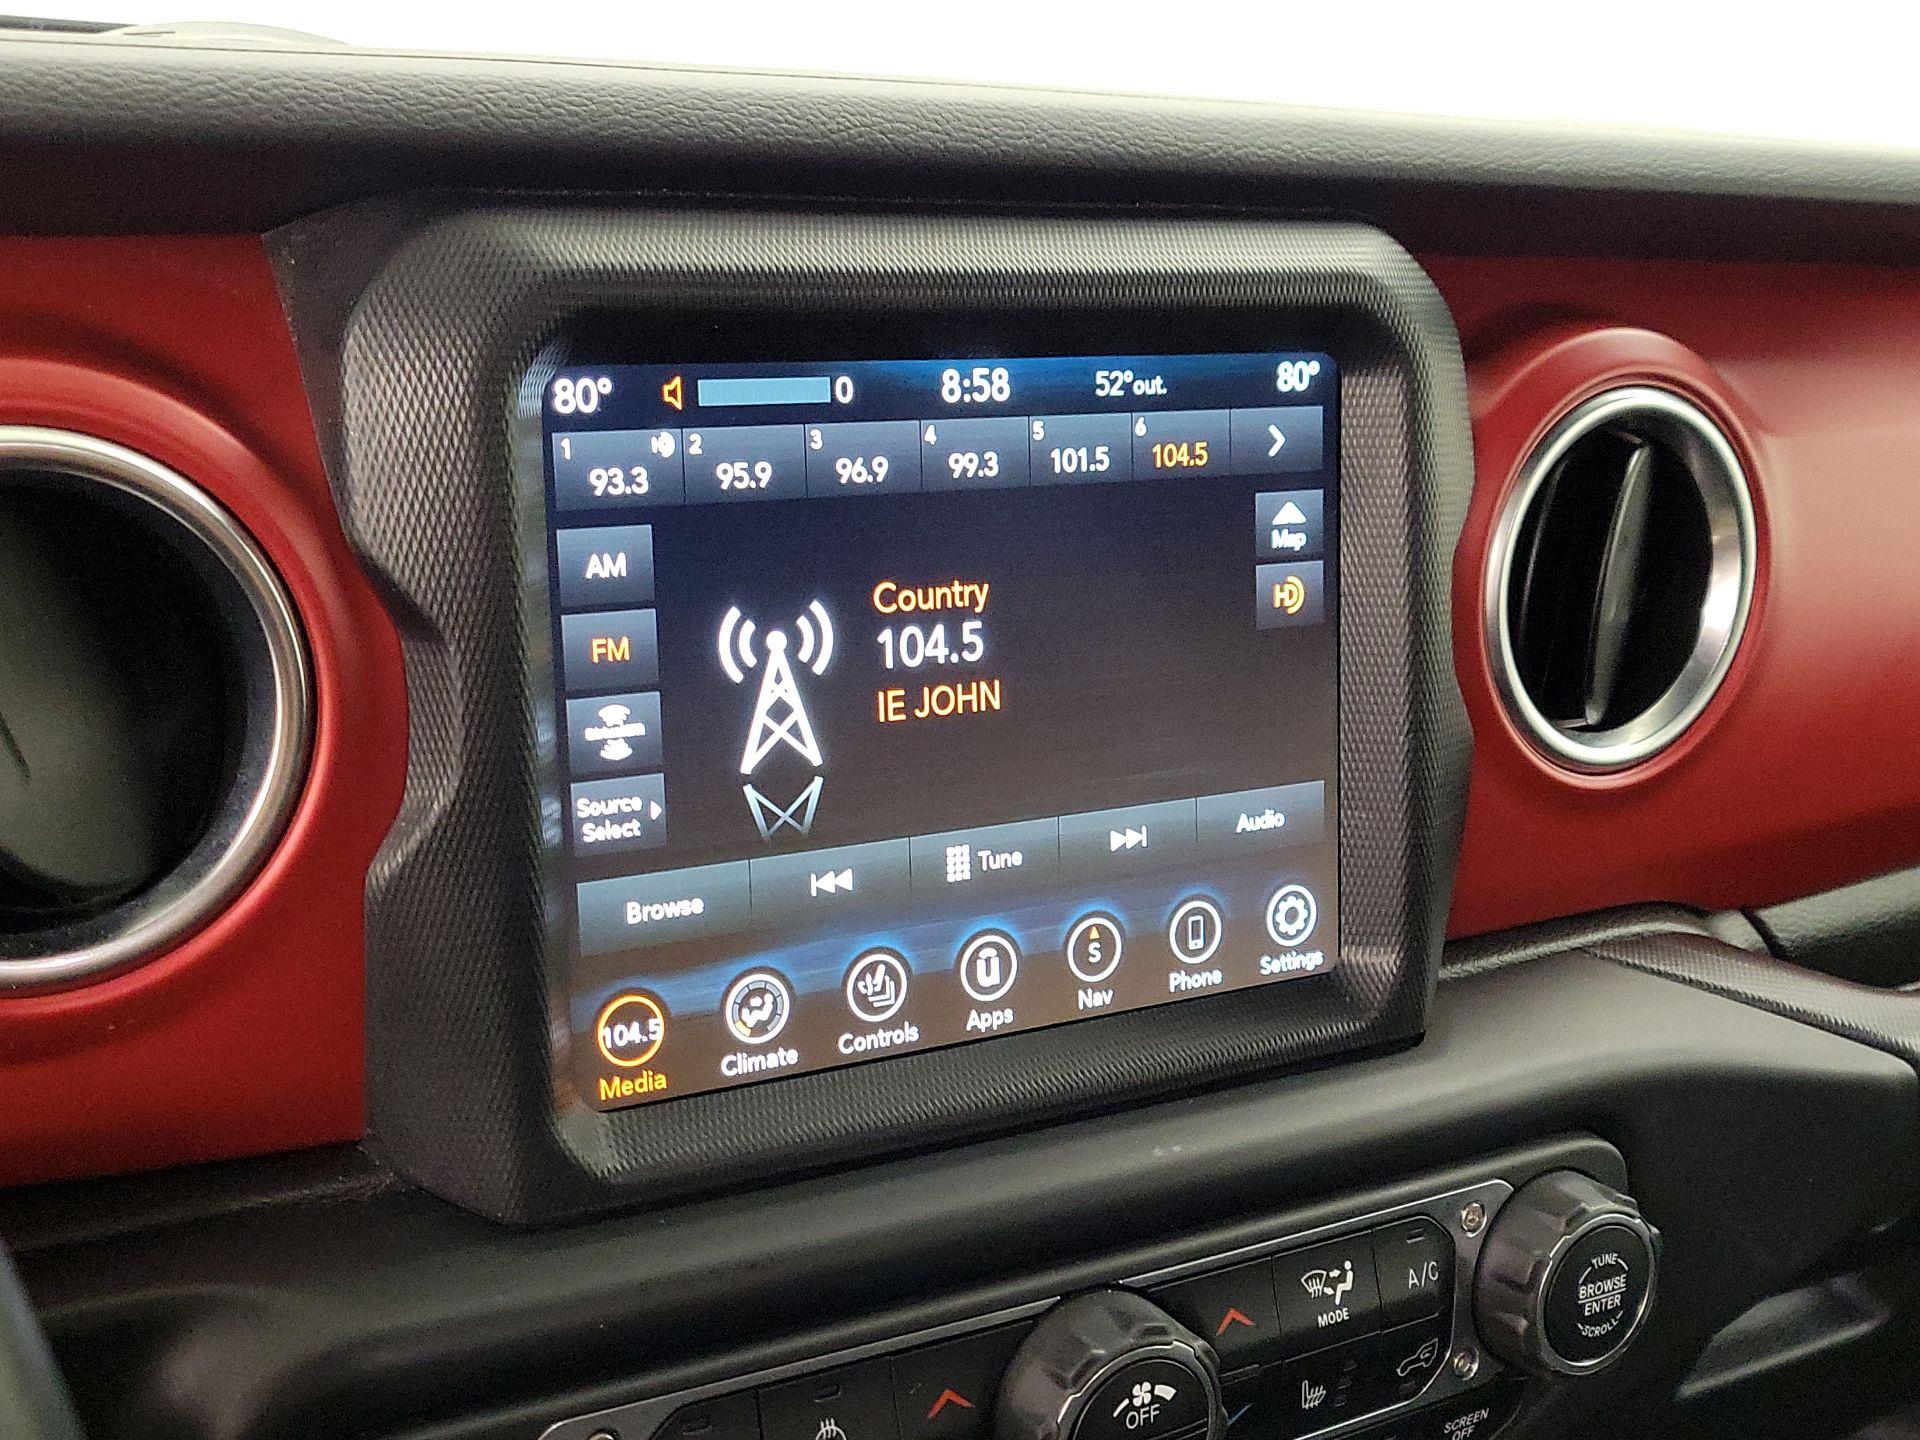 80° 0 8:58 52° out. 80°
1 2 3 4 5 6
93.3 95.9 96.9 99.3 101.5 104.5
AM
FM
Source
Select
Map
HD
Country
104.5
IE JOHN
Browse Tune Audio
104.5 S
Media Climate Controls Apps Nav Phone Settings
MODE
A/C
TUNE
BROWSE
ENTER
SCROLL
OFF
SCREEN
OFF